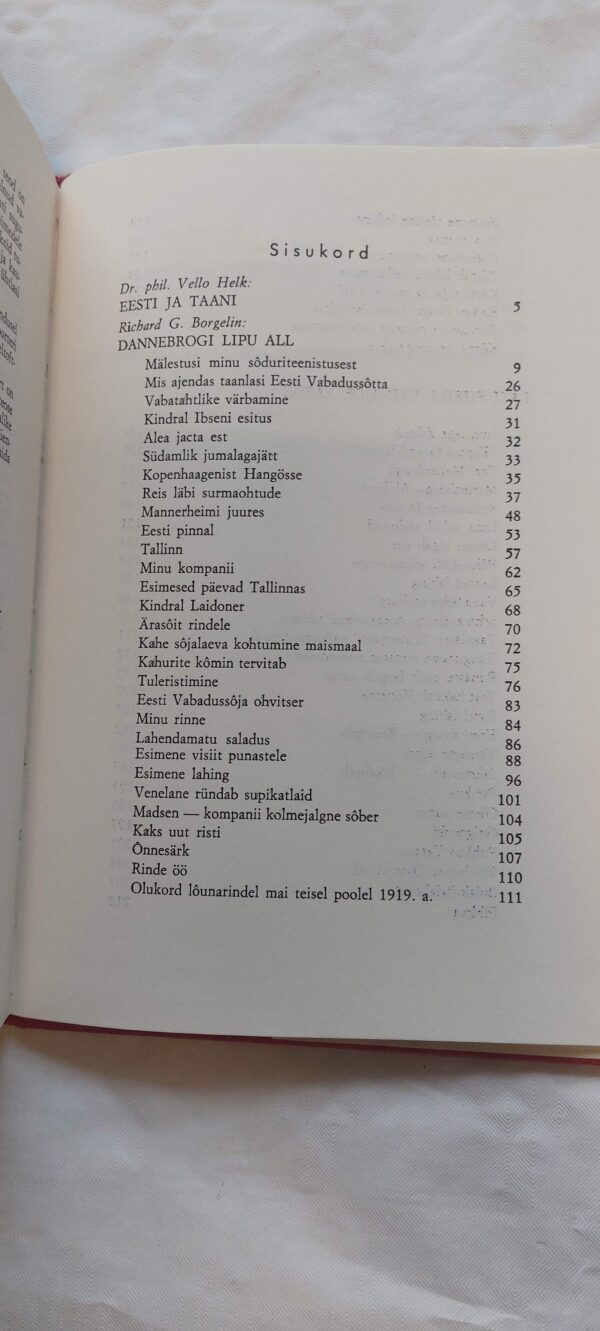 tood on
Sisukord
Dr. phil. Vello Helk:
EESTI JA TAANI 5
Richard G. Borgelin:
DANNEBROGI LIPU ALL
Mälestusi minu sôduriteenistusest 9
Mis ajendas taanlasi Eesti Vabadussôtta 26
Vabatahtlike värbamine 27
Kindral Ibseni esitus 31
Alea jacta est 32
Südamlik jumalagajätt 33
Kopenhaagenist Hangösse 35
Reis läbi surmaohtude 37
Mannerheimi juures 48
Eesti pinnal 53
Tallinn 57
Minu kompanii 62
Esimesed päevad Tallinnas 65
Kindral Laidoner 68
Ärasôit rindele 70
Kahe sôjalaeva kohtumine maismaal 72
Kahurite kômin tervitab 75
Tuleristimine 76
Eesti Vabadussôja ohvitser 83
Minu rinne 84
Lahendamatu saladus 86
Esimene visiit punastele 88
Esimene lahing 96
Venelane ründab supikatlaid 101
Madsen — kompanii kolmejalgne sôber 104
Kaks uut risti 105
Ônnesärk 107
Rinde öö 110
Olukord lôunarindel mai teisel poolel 1919. a. 111